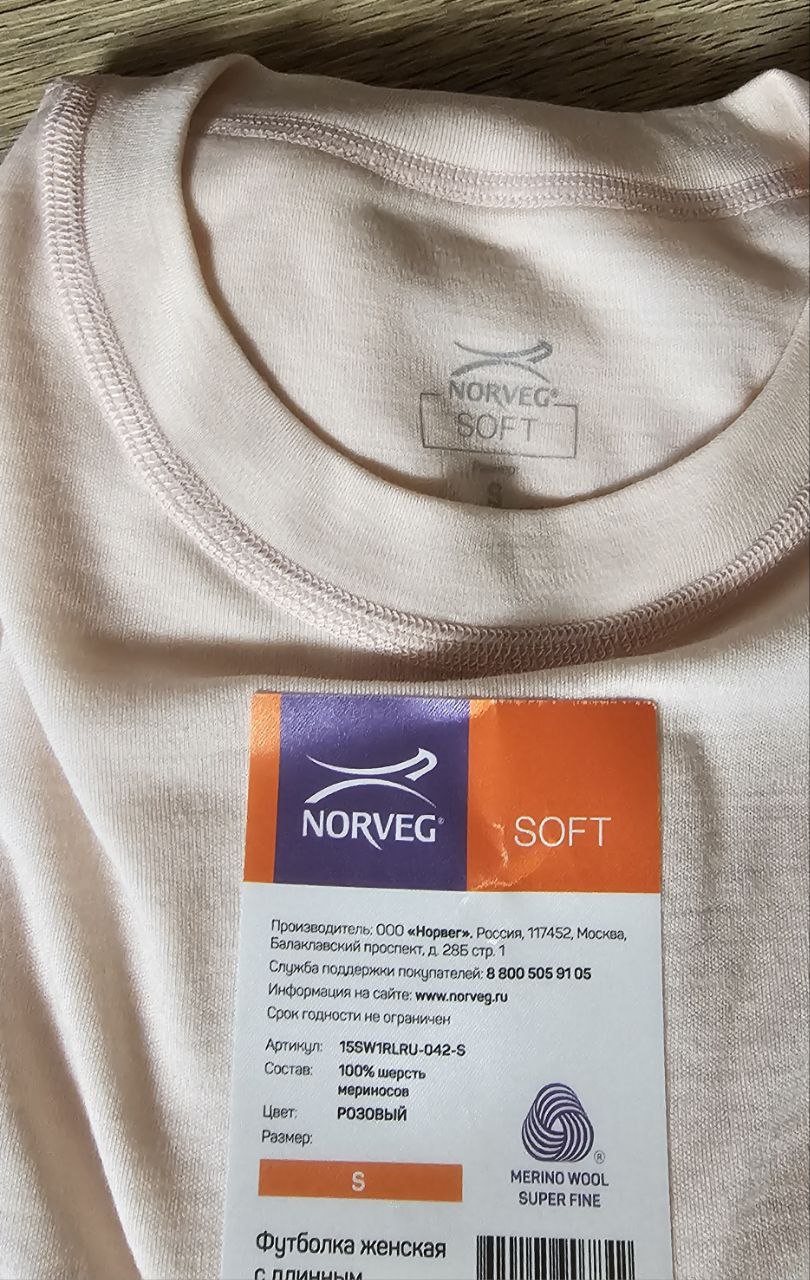 NORVEG®
SOFT
S
NORVEG®
SOFT
Производитель: ООО «Норвег». Россия, 117452, Москва,
Балаклавский проспект, д. 28Б стр. 1
Служба поддержки покупателей: 8 800 505 91 05
Информация на сайте: www.norveg.ru
Срок годности не ограничен
Артикул: 15SW1RLRU-042-S
Состав: 100% шерсть
мериносов
Цвет: РОЗОВЫЙ
Размер:
S
®
MERINO WOOL
SUPER FINE
Футболка женская
с длинным